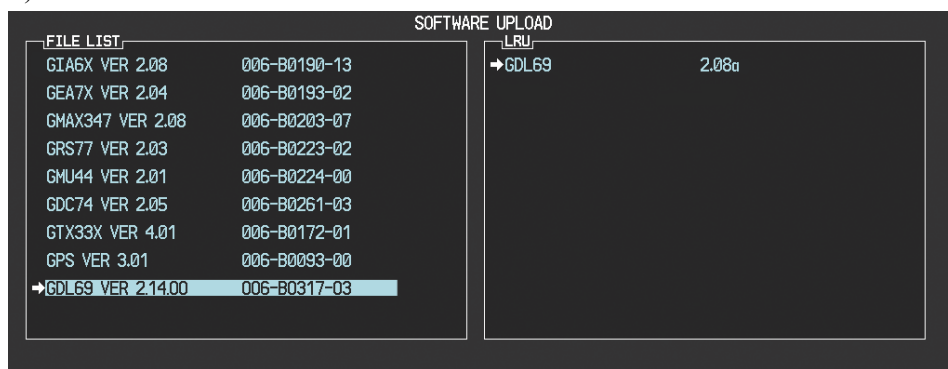 SOFTWARE UPLOAD
FILE LIST
GIA6X VER 2.08 006-B0190-13
GEA7X VER 2.04 006-B0193-02
GMAX347 VER 2.08 006-B0203-07
GRS77 VER 2.03 006-B0223-02
GMU44 VER 2.01 006-B0224-00
GDC74 VER 2.05 006-B0261-03
GTX33X VER 4.01 006-B0172-01
GPS VER 3.01 006-B0093-00
➔GDL69 VER 2.14.00 006-B0317-03
LRU
➔GDL69 2.08a